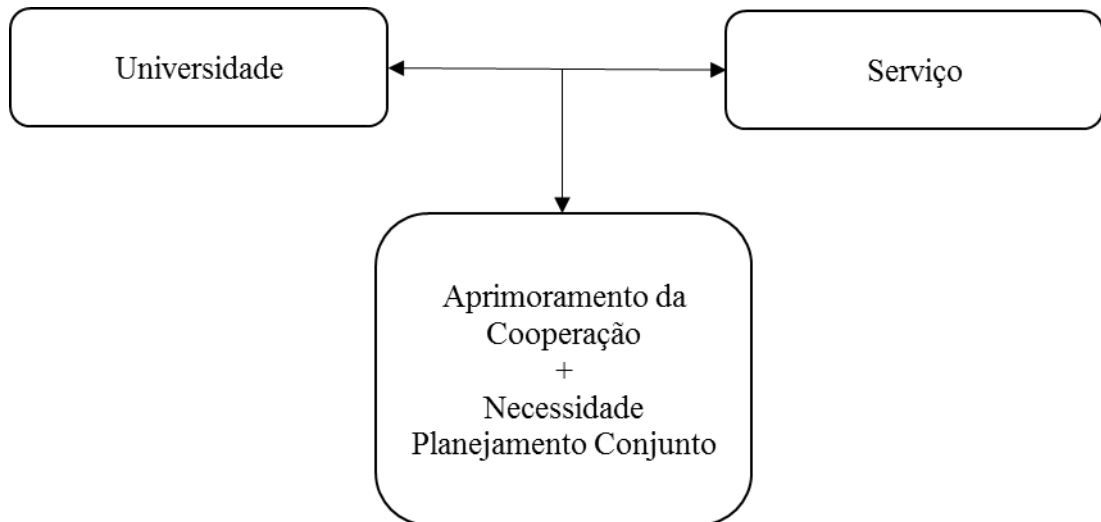 Universidade
Serviço
Aprimoramento da
Cooperação
+
Necessidade
Planejamento Conjunto